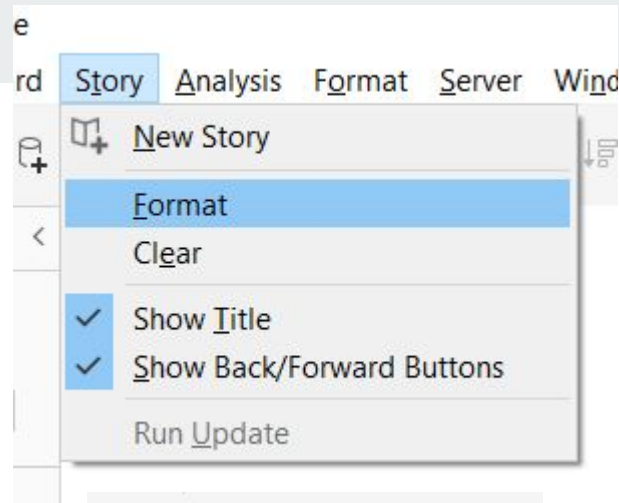 e
rd Story Analysis Format Server Wind
New Story
Format
Clear
Show Title
Show Back/Forward Buttons
Run Update